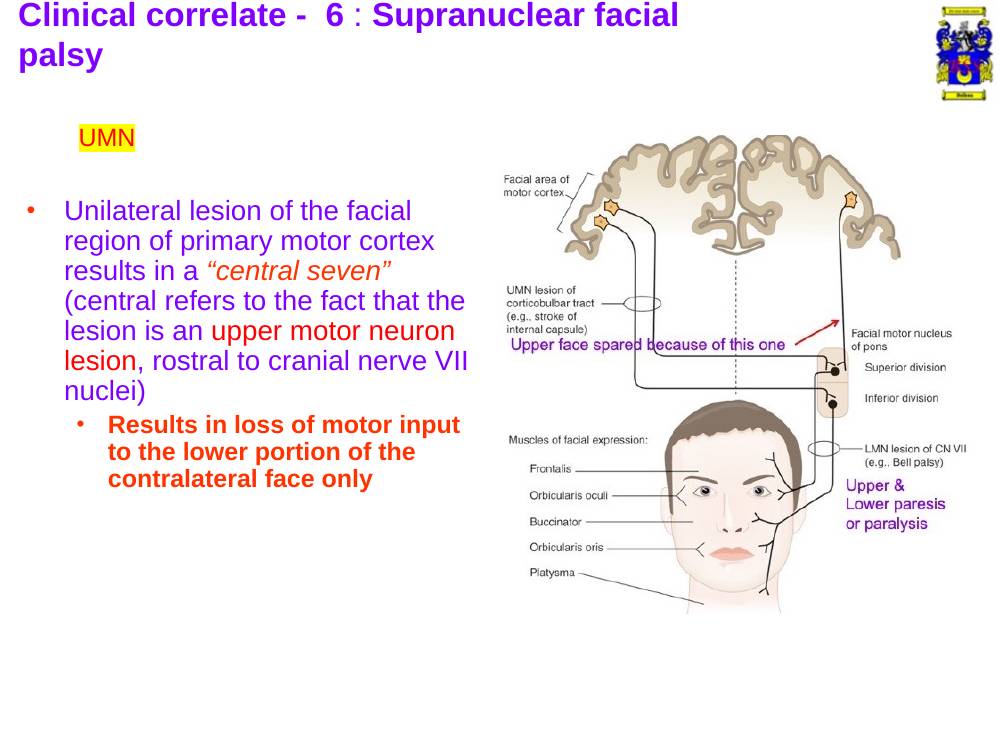 Clinical correlate - 6 : Supranuclear facial
palsy
UMN
• Unilateral lesion of the facial
region of primary motor cortex
results in a “central seven”
(central refers to the fact that the
lesion is an upper motor neuron
lesion, rostral to cranial nerve VII
nuclei)
• Results in loss of motor input
to the lower portion of the
contralateral face only
Facial area of
motor cortex
UMN lesion of
corticobulbar tract
(e.g., stroke of
internal capsule)
Upper face spared because of this one
Facial motor nucleus
of pons
Superior division
Inferior division
Muscles of facial expression:
Frontalis
Orbicularis oculi
Buccinator
Orbicularis oris
Platysma
LMN lesion of CN VII
(e.g., Bell palsy)
Upper &
Lower paresis
or paralysis